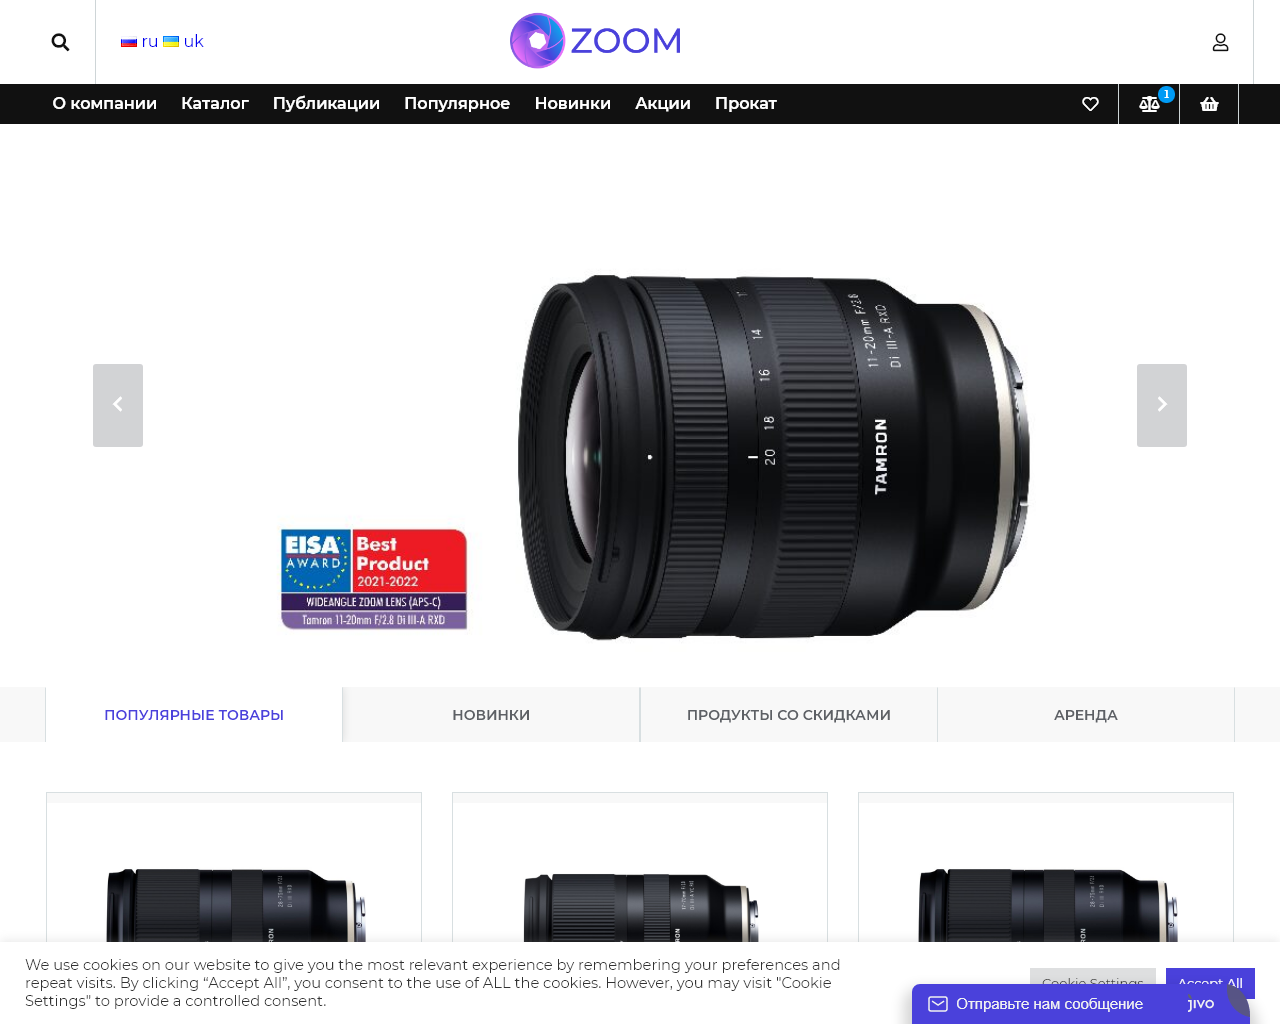 ru uk
ZOOM
О компании Каталог Публикации Популярное Новинки Акции Прокат
1
11
14
16
18
20
11-20mm F/2.8
Di III-A RXD
TAMRON
EISA AWARD
Best Product
2021-2022
WIDEANGLE ZOOM LENS (APS-C)
Tamron 11-20mm F/2.8 Di III-A RXD
ПОПУЛЯРНЫЕ ТОВАРЫ НОВИНКИ ПРОДУКТЫ СО СКИДКАМИ АРЕНДА
We use cookies on our website to give you the most relevant experience by remembering your preferences and
repeat visits. By clicking “Accept All”, you consent to the use of ALL the cookies. However, you may visit "Cookie
Settings" to provide a controlled consent.
Cookie Settings Accept All
Отправьте нам сообщение jivo